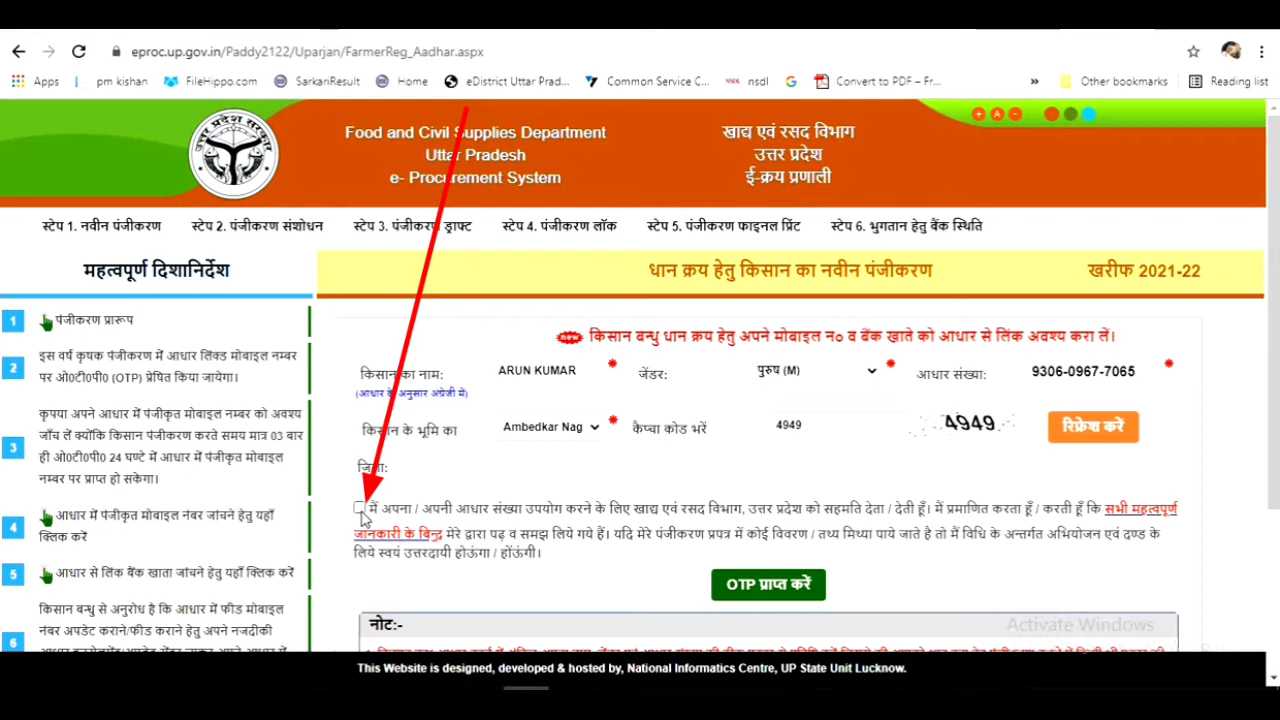 eproc.up.gov.in/Paddy2122/Uparjan/FarmerReg_Aadhar.aspx
Apps pm kishan FileHippo.com SarkariResult Home eDistrict Uttar Prad... Common Service C... nsdl Convert to PDF – Fr... » Other bookmarks Reading list
Food and Civil Supplies Department
Uttar Pradesh
e- Procurement System
खाद्य एवं रसद विभाग
उत्तर प्रदेश
ई-क्रय प्रणाली
+ A -
स्टेप 1. नवीन पंजीकरण स्टेप 2. पंजीकरण संशोधन स्टेप 3. पंजीकरण ड्राफ्ट स्टेप 4. पंजीकरण लॉक स्टेप 5. पंजीकरण फाइनल प्रिंट स्टेप 6. भुगतान हेतु बैंक स्थिति
महत्वपूर्ण दिशानिर्देश
1 पंजीकरण प्रारूप
2 इस वर्ष कृषक पंजीकरण में आधार लिंक्ड मोबाइल नम्बर
पर ओ0टी0पी0 (OTP) प्रेषित किया जायेगा।
3 कृपया अपने आधार में पंजीकृत मोबाइल नम्बर को अवश्य
जाँच लें क्योंकि किसान पंजीकरण करते समय मात्र 03 बार
ही ओ0टी0पी0 24 घण्टे में आधार में पंजीकृत मोबाइल
नम्बर पर प्राप्त हो सकेगा।
4 आधार में पंजीकृत मोबाइल नंबर जांचने हेतु यहाँ
क्लिक करें
5 आधार से लिंक बैंक खाता जांचने हेतु यहाँ क्लिक करें
6 किसान बन्धु से अनुरोध है कि आधार में फीड मोबाइल
नंबर अपडेट कराने/फीड कराने हेतु अपने नजदीकी
धान क्रय हेतु किसान का नवीन पंजीकरण खरीफ 2021-22
new किसान बन्धु धान क्रय हेतु अपने मोबाइल न० व बैंक खाते को आधार से लिंक अवश्य करा लें।
किसान का नाम: ARUN KUMAR * जेंडर: पुरुष (M) * आधार संख्या: 9306-0967-7065 *
(आधार के अनुसार अंग्रेजी में)
किसान के भूमि का Ambedkar Nag * कैप्चा कोड भरें 4949 4949 रिफ्रेश करें
जिला:
मैं अपना / अपनी आधार संख्या उपयोग करने के लिए खाद्य एवं रसद विभाग, उत्तर प्रदेश को सहमति देता / देती हूँ। मैं प्रमाणित करता हूँ / करती हूँ कि सभी महत्वपूर्ण
जानकारी के बिन्दु मेरे द्वारा पढ़ व समझ लिये गये हैं। यदि मेरे पंजीकरण प्रपत्र में कोई विवरण / तथ्य मिथ्या पाये जाते है तो मैं विधि के अन्तर्गत अभियोजन एवं दण्ड के
लिये स्वयं उत्तरदायी होऊंगा / होंऊंगी।
OTP प्राप्त करें
नोट:-
Activate Windows
This Website is designed, developed & hosted by, National Informatics Centre, UP State Unit Lucknow.